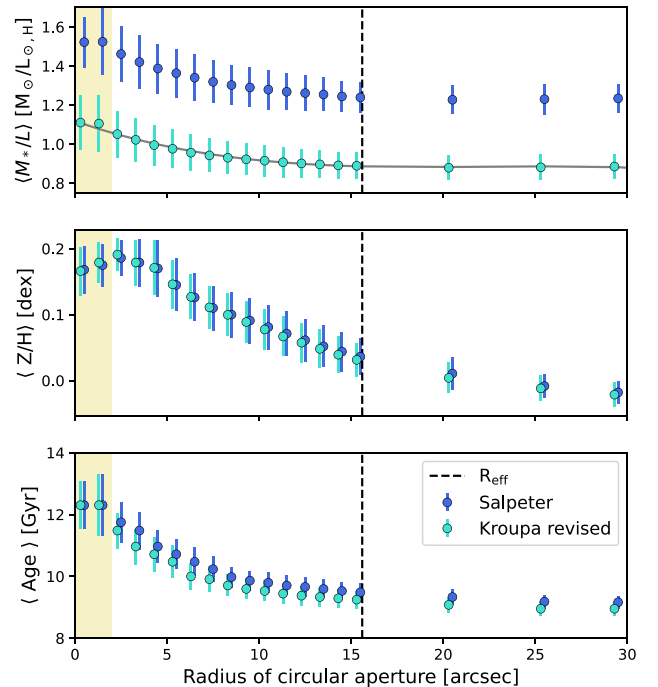 ⟨M*/L⟩ [M⊙/L⊙,H]
1.6
1.4
1.2
1.0
0.8
⟨ Z/H⟩ [dex]
0.2
0.1
0.0
⟨ Age ⟩ [Gyr]
14
12
10
8
R_eff
Salpeter
Kroupa revised
0 5 10 15 20 25 30
Radius of circular aperture [arcsec]